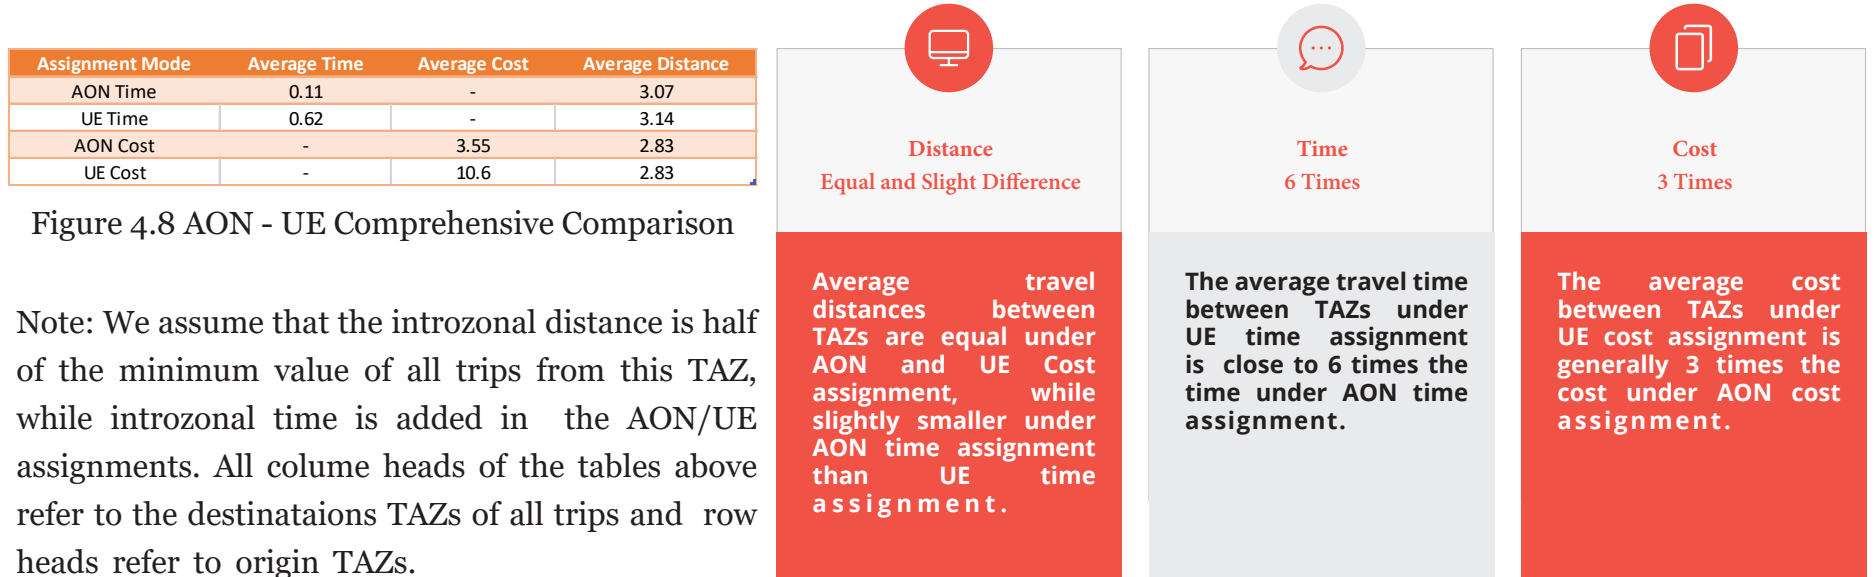 Assignment Mode Average Time Average Cost Average Distance
AON Time 0.11 - 3.07
UE Time 0.62 - 3.14
AON Cost - 3.55 2.83
UE Cost - 10.6 2.83
Figure 4.8 AON - UE Comprehensive Comparison
Note: We assume that the introzonal distance is half
of the minimum value of all trips from this TAZ,
while introzonal time is added in the AON/UE
assignments. All colume heads of the tables above
refer to the destinataions TAZs of all trips and row
heads refer to origin TAZs.
Distance
Equal and Slight Difference
Average travel
distances between
TAZs are equal under
AON and UE Cost
assignment, while
slightly smaller under
AON time assignment
than UE time
assignment.
Time
6 Times
The average travel time
between TAZs under
UE time assignment
is close to 6 times the
time under AON time
assignment.
Cost
3 Times
The average cost
between TAZs under
UE cost assignment is
generally 3 times the
cost under AON cost
assignment.